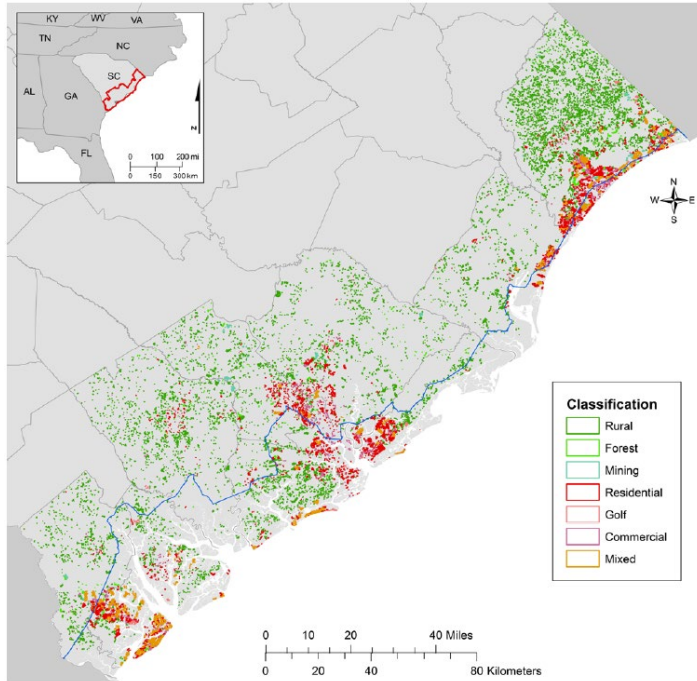 KY WV VA
TN NC
SC
AL GA
FL
N
0 100 200 mi
0 150 300 km
N
W E
S
Classification
Rural
Forest
Mining
Residential
Golf
Commercial
Mixed
0 10 20 40 Miles
0 20 40 80 Kilometers